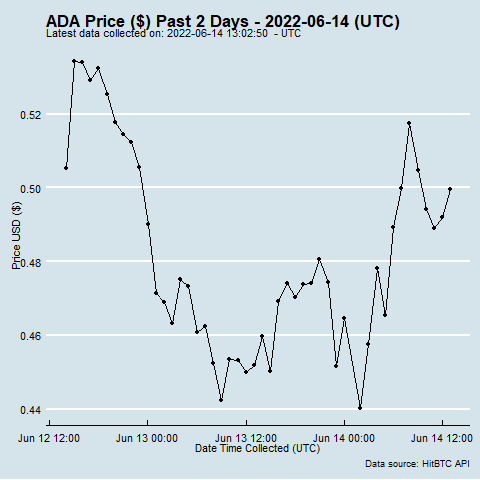 ADA Price ($) Past 2 Days - 2022-06-14 (UTC)
Latest data collected on: 2022-06-14 13:02:50 - UTC
Price USD ($)
0.52
0.50
0.48
0.46
0.44
Jun 12 12:00 Jun 13 00:00 Jun 13 12:00 Jun 14 00:00 Jun 14 12:00
Date Time Collected (UTC)
Data source: HitBTC API